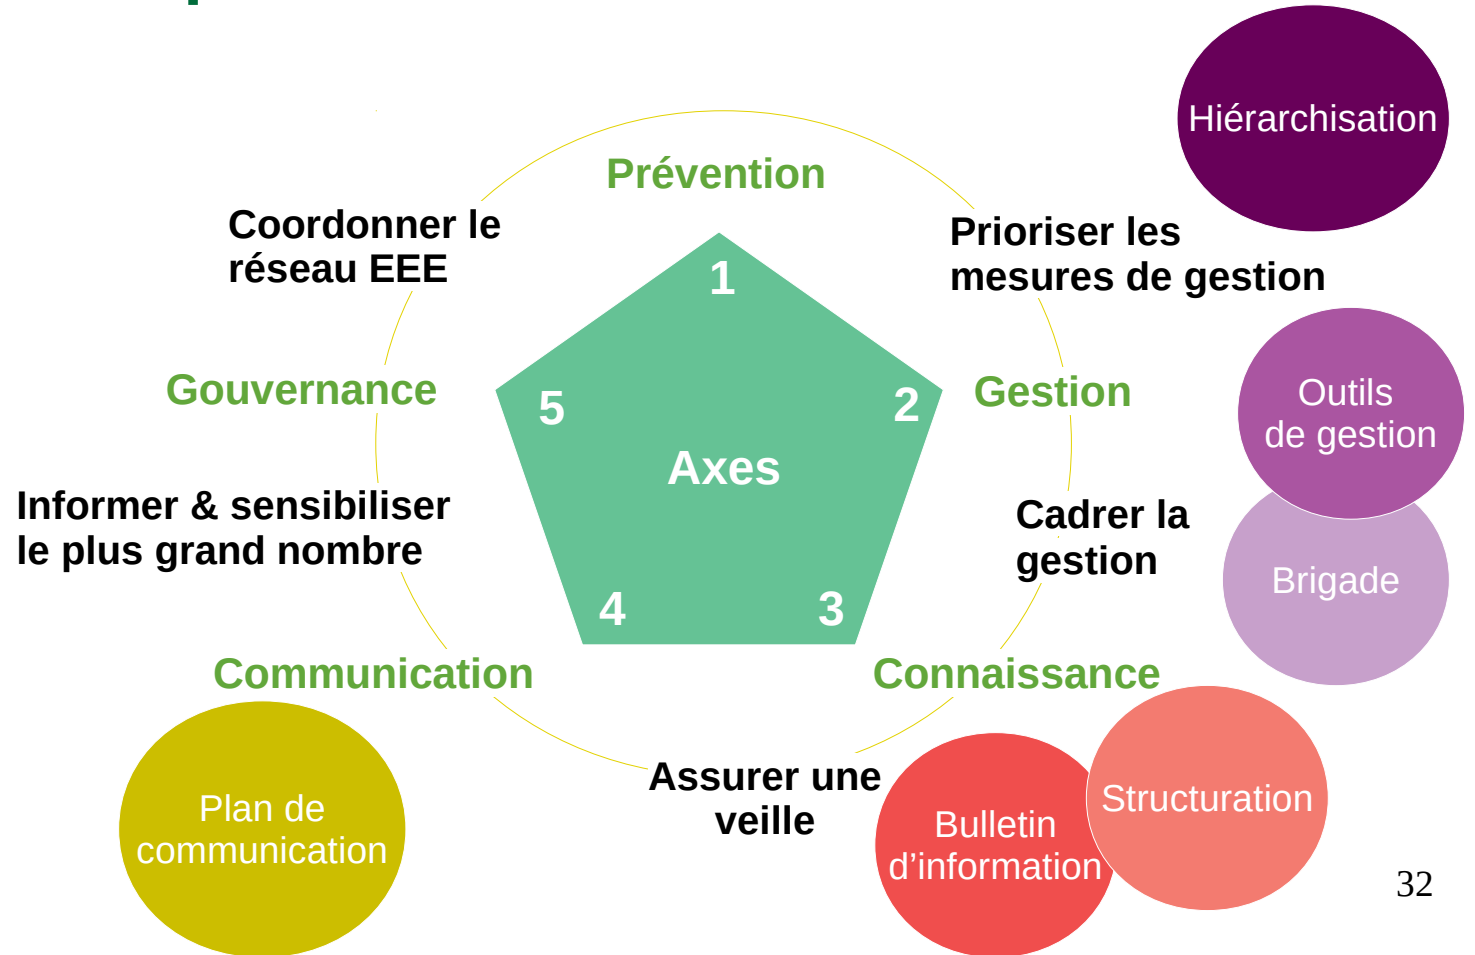 Hiérarchisation
Prévention
Coordonner le
réseau EEE
Prioriser les
mesures de gestion
1
Gouvernance
5
2
Gestion
Outils
de gestion
Axes
Informer & sensibiliser
le plus grand nombre
Cadrer la
gestion
Brigade
4
3
Communication
Connaissance
Plan de
communication
Assurer une
veille
Bulletin
d’information
Structuration
32